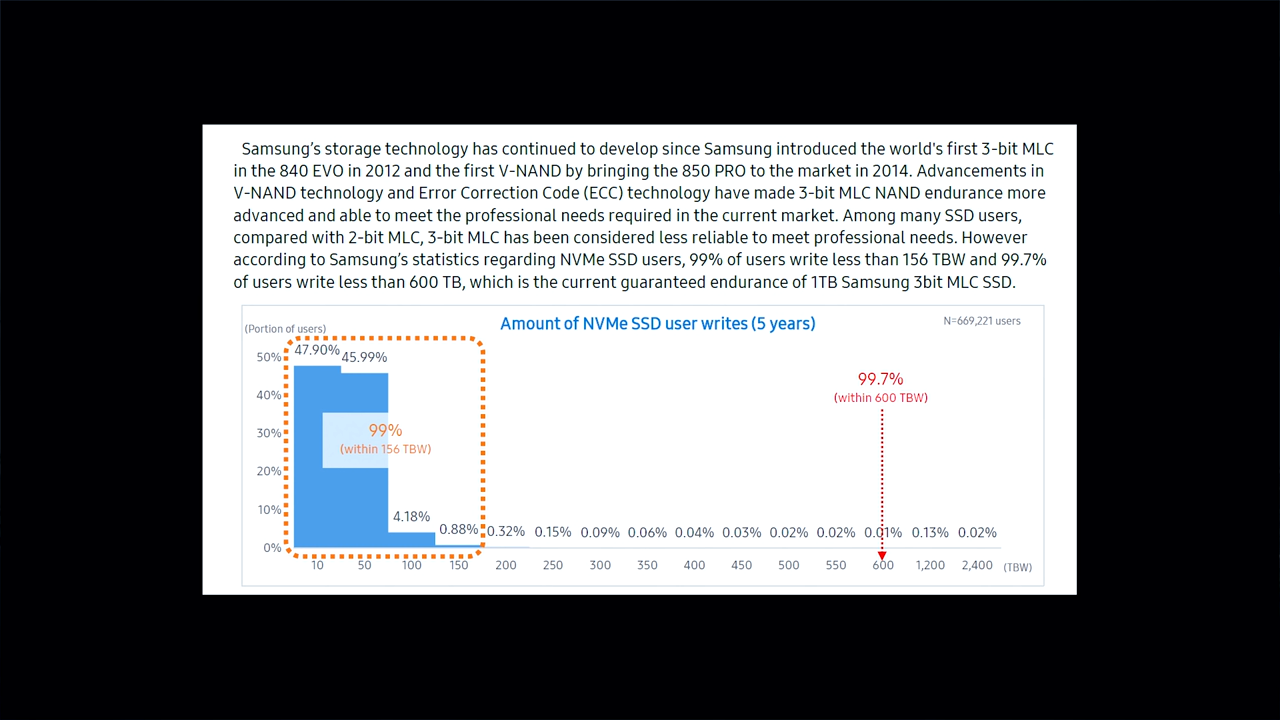 Samsung's storage technology has continued to develop since Samsung introduced the world's first 3-bit MLC
in the 840 EVO in 2012 and the first V-NAND by bringing the 850 PRO to the market in 2014. Advancements in
V-NAND technology and Error Correction Code (ECC) technology have made 3-bit MLC NAND endurance more
advanced and able to meet the professional needs required in the current market. Among many SSD users,
compared with 2-bit MLC, 3-bit MLC has been considered less reliable to meet professional needs. However
according to Samsung's statistics regarding NVMe SSD users, 99% of users write less than 156 TBW and 99.7%
of users write less than 600 TB, which is the current guaranteed endurance of 1TB Samsung 3bit MLC SSD.
Amount of NVMe SSD user writes (5 years)
N=669,221 users
(Portion of users)
50%
40%
30%
20%
10%
0%
47.90%
45.99%
99%
(within 156 TBW)
99.7%
(within 600 TBW)
4.18%
0.88% 0.32% 0.15% 0.09% 0.06% 0.04% 0.03% 0.02% 0.02% 0.01% 0.13% 0.02%
10 50 100 150 200 250 300 350 400 450 500 550 600 1,200 2,400 (TBW)